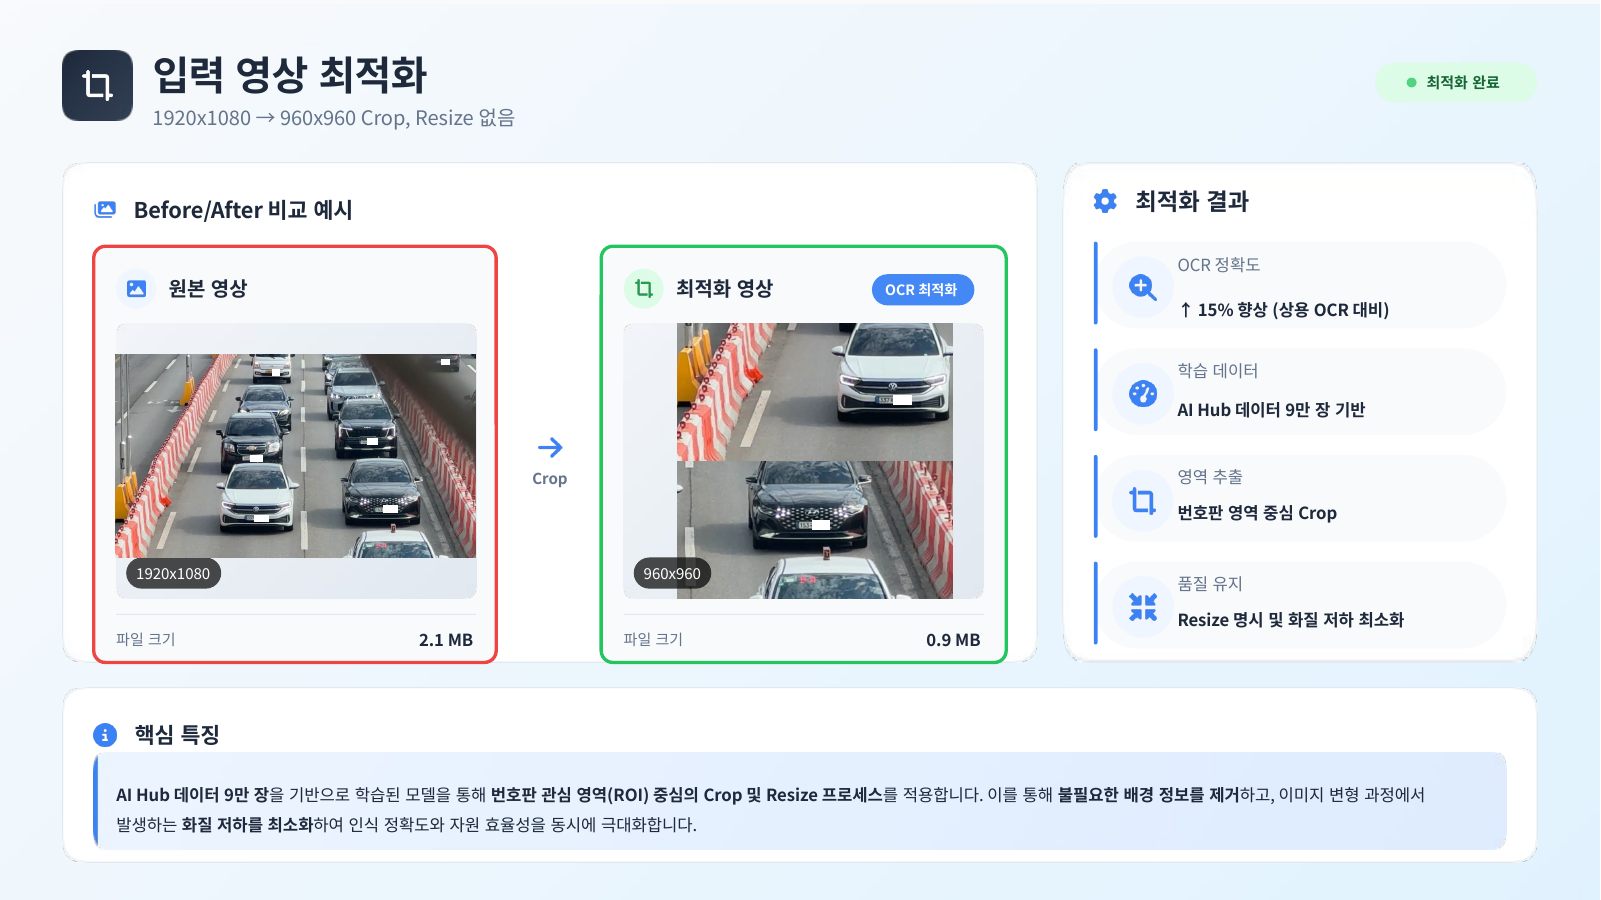 입력 영상 최적화
1920x1080 → 960x960 Crop, Resize 없음
최적화 완료
Before/After 비교 예시
원본 영상
1920x1080
파일 크기
2.1 MB
→
Crop
최적화 영상
OCR 최적화
960x960
파일 크기
0.9 MB
최적화 결과
OCR 정확도
↑ 15% 향상 (상용 OCR 대비)
학습 데이터
AI Hub 데이터 9만 장 기반
영역 추출
번호판 영역 중심 Crop
품질 유지
Resize 명시 및 화질 저하 최소화
핵심 특징
AI Hub 데이터 9만 장을 기반으로 학습된 모델을 통해 번호판 관심 영역(ROI) 중심의 Crop 및 Resize 프로세스를 적용합니다. 이를 통해 불필요한 배경 정보를 제거하고, 이미지 변형 과정에서
발생하는 화질 저하를 최소화하여 인식 정확도와 자원 효율성을 동시에 극대화합니다.